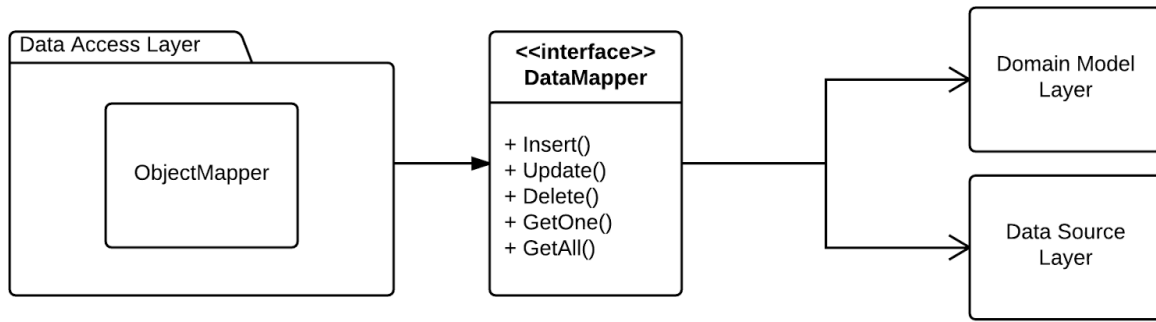 Data Access Layer
ObjectMapper
<<interface>>
DataMapper
+ Insert()
+ Update()
+ Delete()
+ GetOne()
+ GetAll()
Domain Model
Layer
Data Source
Layer